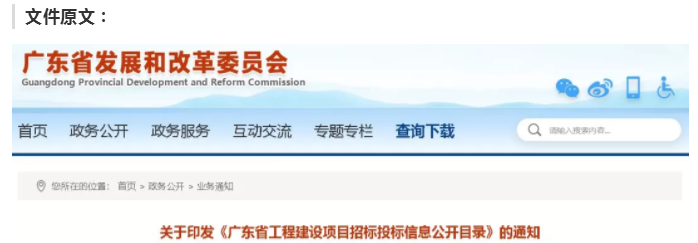 文件原文：
广东省发展和改革委员会
Guangdong Provincial Development and Reform Commission
首页 政务公开 政务服务 互动交流 专题专栏 查询下载 请输入搜索内容...
您所在的位置： 首页 > 政务公开 > 业务通知
关于印发《广东省工程建设项目招标投标信息公开目录》的通知